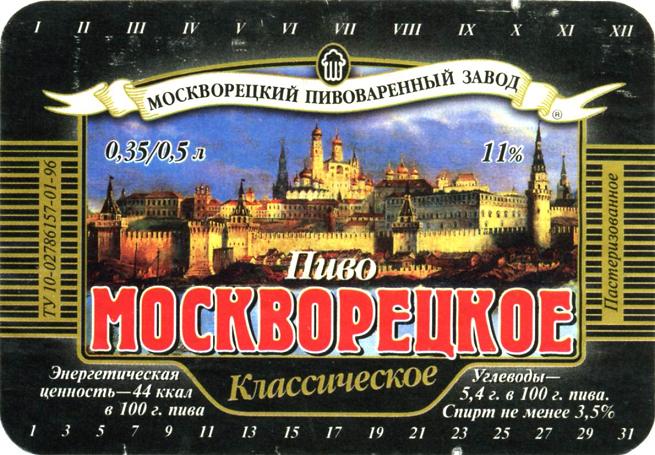 I II III IV V VI VII VIII IX X XI XII
МОСКВОРЕЦКИЙ ПИВОВАРЕННЫЙ ЗАВОД
®
0,35/0,5 л
11%
ТУ 10-02786157-01-96
Пастеризованное
Пиво
МОСКВОРЕЦКОЕ
Классическое
Энергетическая
ценность—44 ккал
в 100 г. пива
Углеводы—
5,4 г. в 100 г. пива.
Спирт не менее 3,5%
1 3 5 7 9 11 13 15 17 19 21 23 25 27 29 31